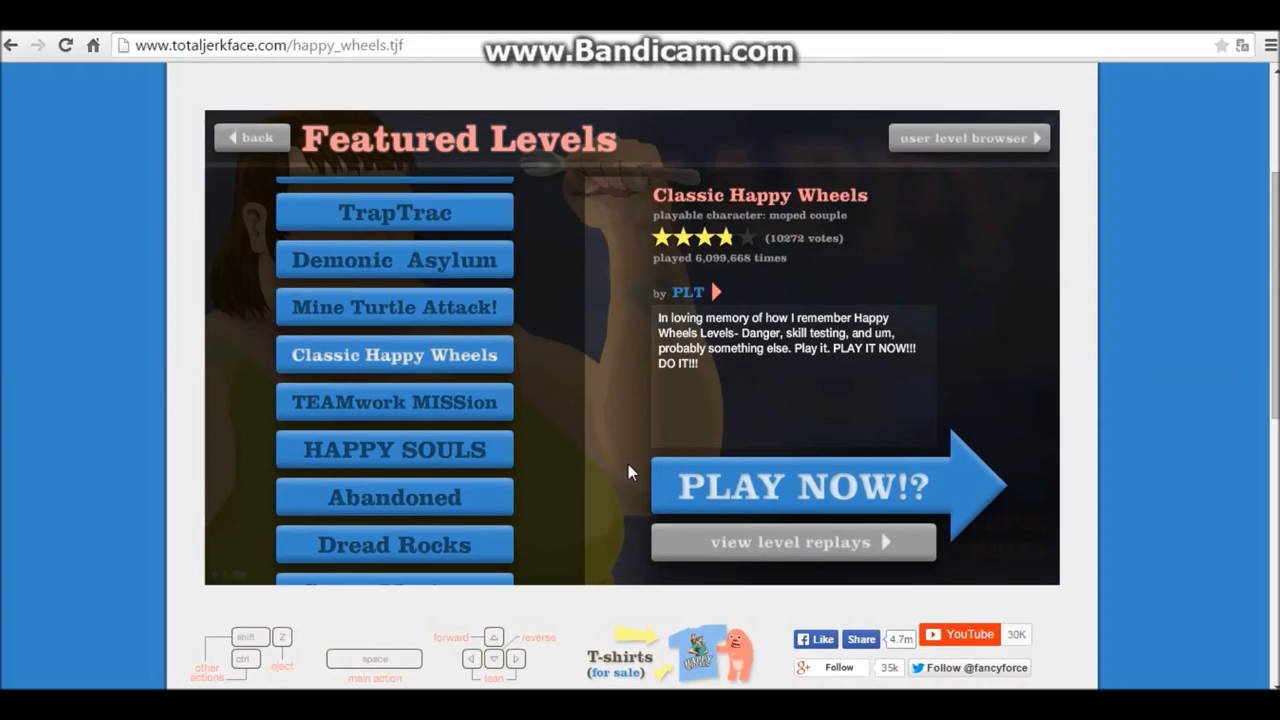 www.totaljerkface.com/happy_wheels.tjf
www.Bandicam.com
back
Featured Levels
user level browser
TrapTrac
Demonic Asylum
Mine Turtle Attack!
Classic Happy Wheels
TEAMwork MISSion
HAPPY SOULS
Abandoned
Dread Rocks
Classic Happy Wheels
playable character: moped couple
(10272 votes)
played 6,099,668 times
by PLT
In loving memory of how I remember Happy
Wheels Levels- Danger, skill testing, and um,
probably something else. Play it. PLAY IT NOW!!!
DO IT!!!
PLAY NOW!?
view level replays
shift
Z
ctrl
eject
other
actions
space
main action
forward
reverse
lean
T-shirts
(for sale)
Like
Share
4.7m
YouTube
30K
Follow
35k
Follow @fancyforce